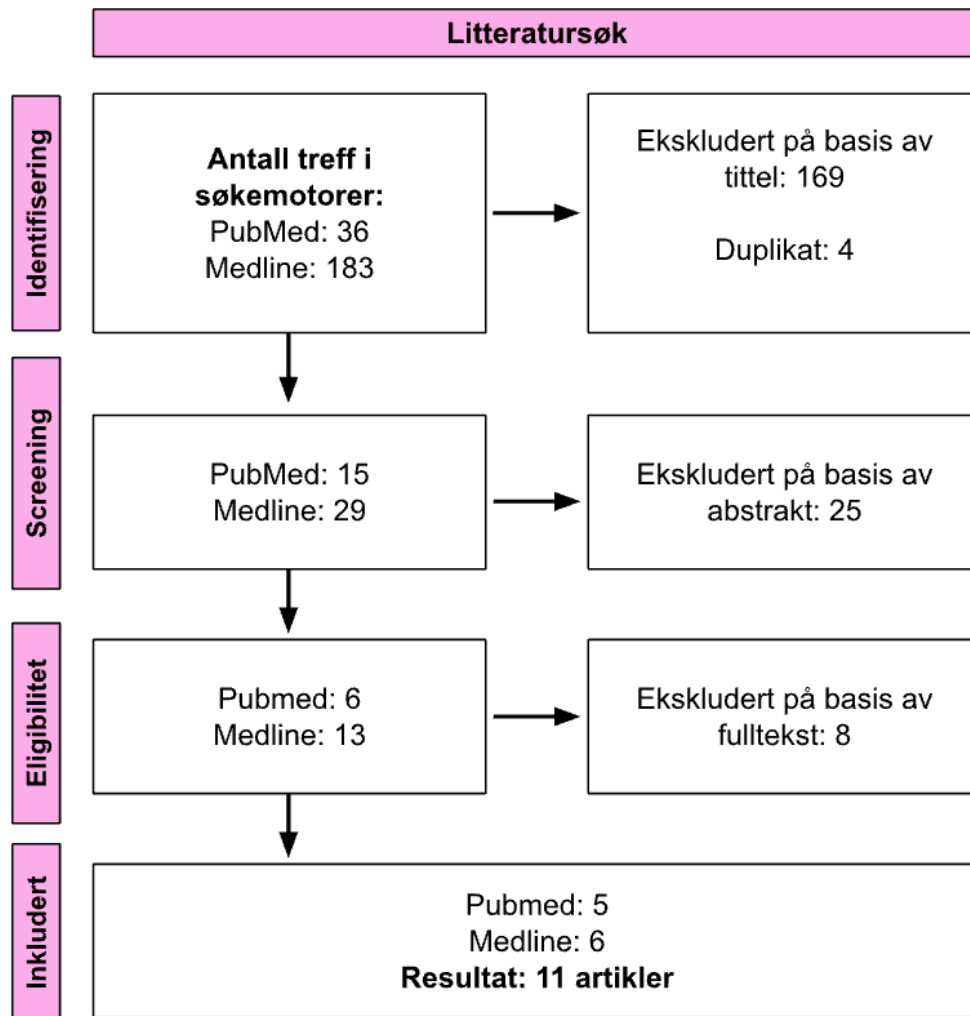 Litteratursøk
Identifisering
Antall treff i
søkemotorer:
PubMed: 36
Medline: 183
Ekskludert på basis av
tittel: 169
Duplikat: 4
Screening
PubMed: 15
Medline: 29
Ekskludert på basis av
abstrakt: 25
Eligibilitet
Pubmed: 6
Medline: 13
Ekskludert på basis av
fulltekst: 8
Inkludert
Pubmed: 5
Medline: 6
Resultat: 11 artikler